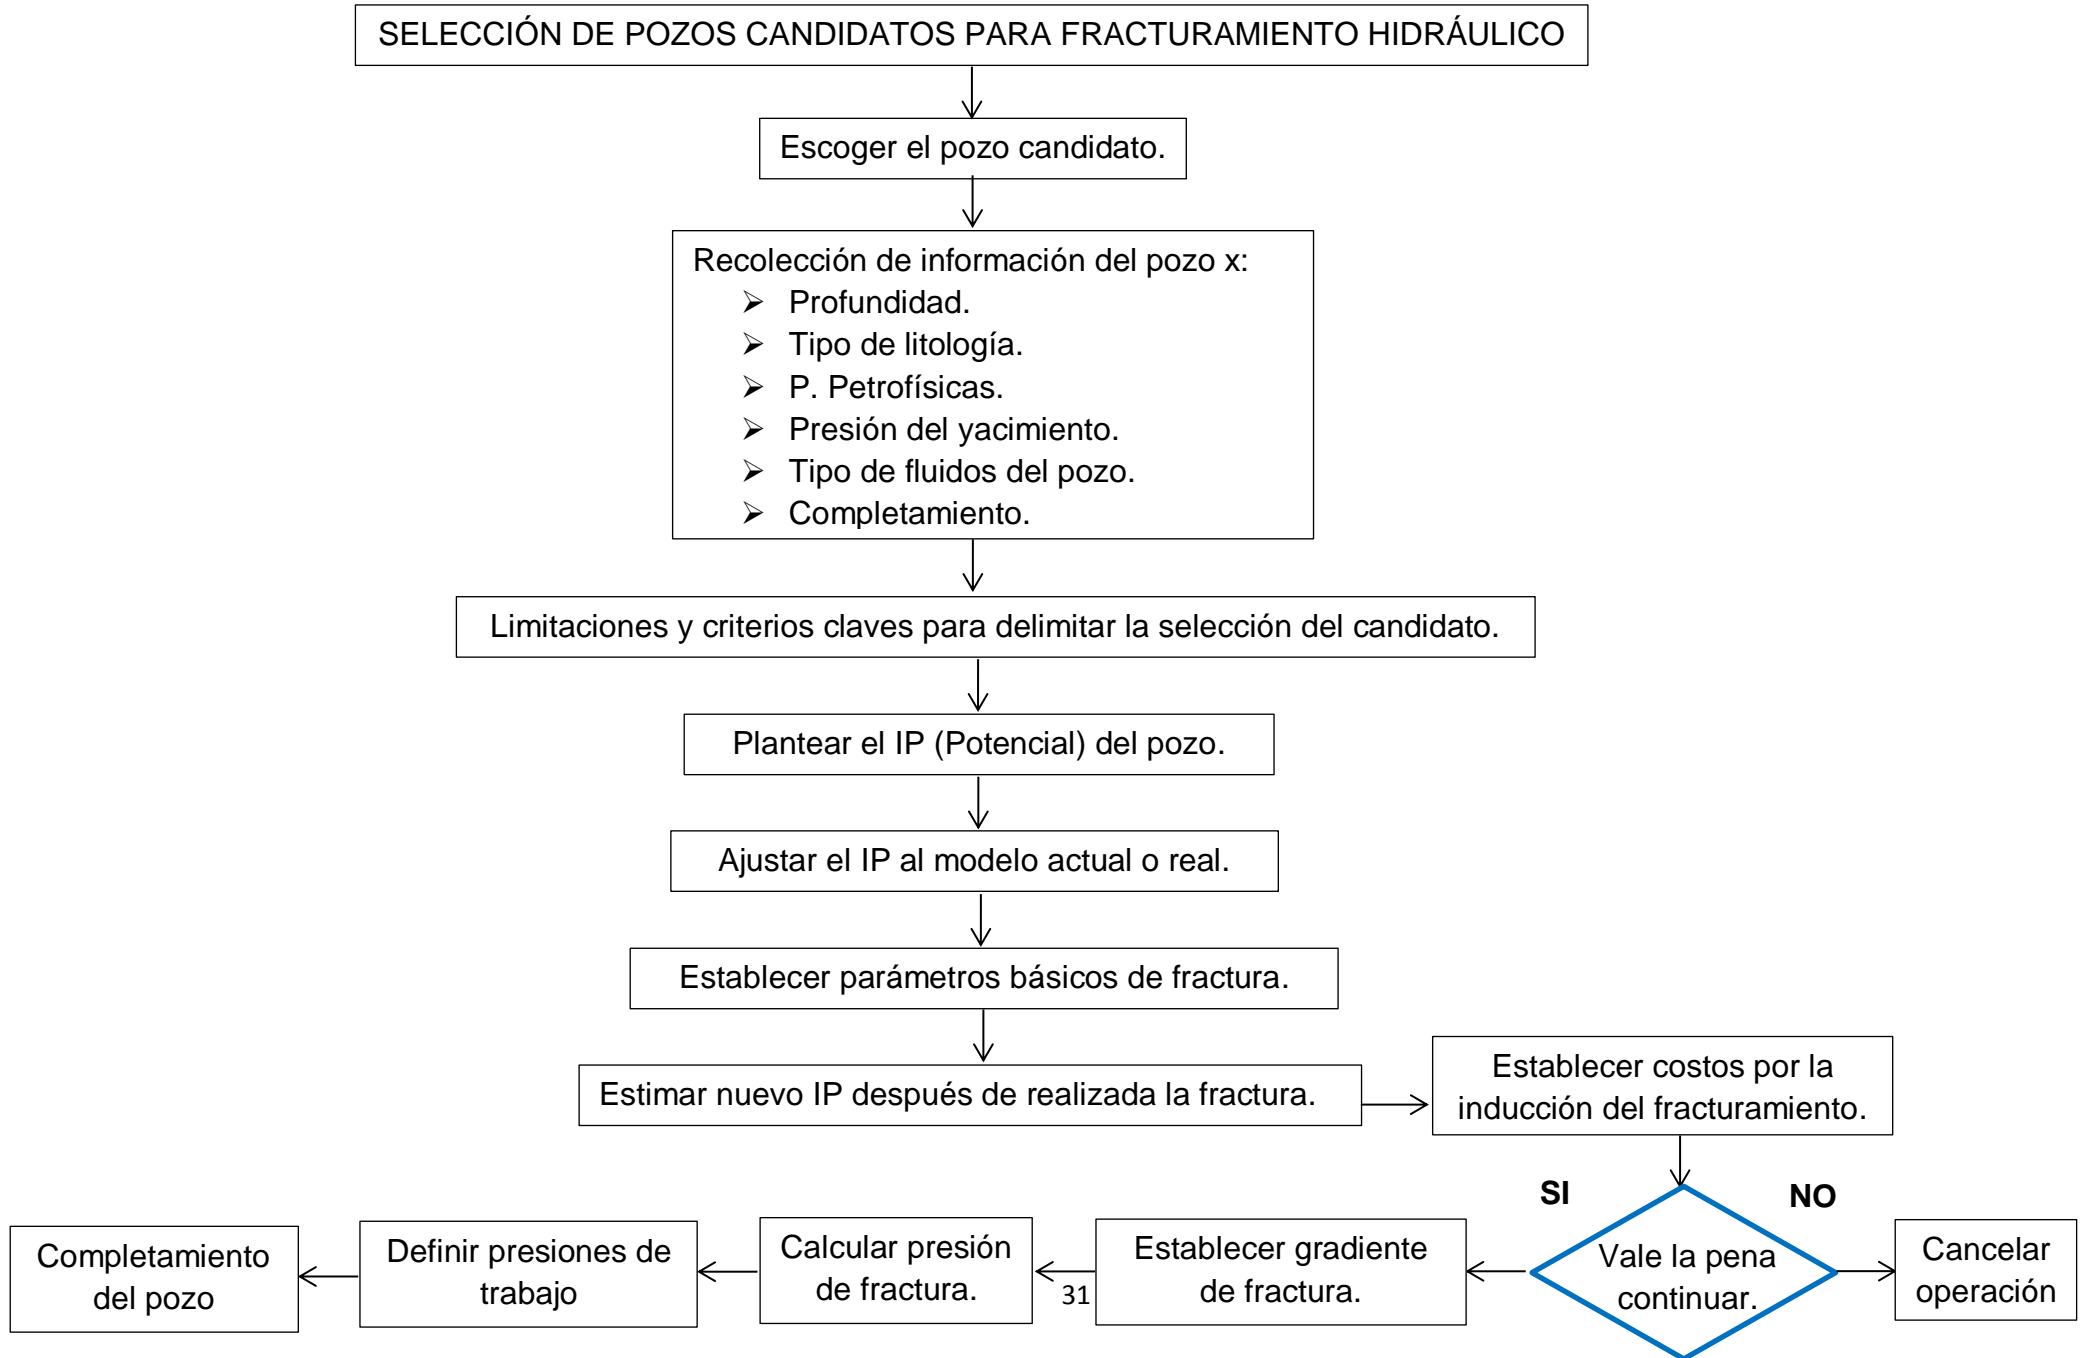 SELECCIÓN DE POZOS CANDIDATOS PARA FRACTURAMIENTO HIDRÁULICO
Escoger el pozo candidato.
Recolección de información del pozo x:
➢ Profundidad.
➢ Tipo de litología.
➢ P. Petrofísicas.
➢ Presión del yacimiento.
➢ Tipo de fluidos del pozo.
➢ Completamiento.
Limitaciones y criterios claves para delimitar la selección del candidato.
Plantear el IP (Potencial) del pozo.
Ajustar el IP al modelo actual o real.
Establecer parámetros básicos de fractura.
Estimar nuevo IP después de realizada la fractura.
Establecer costos por la
inducción del fracturamiento.
SI
NO
Vale la pena
continuar.
Cancelar
operación
Establecer gradiente
de fractura.
31
Calcular presión
de fractura.
Definir presiones de
trabajo
Completamiento
del pozo